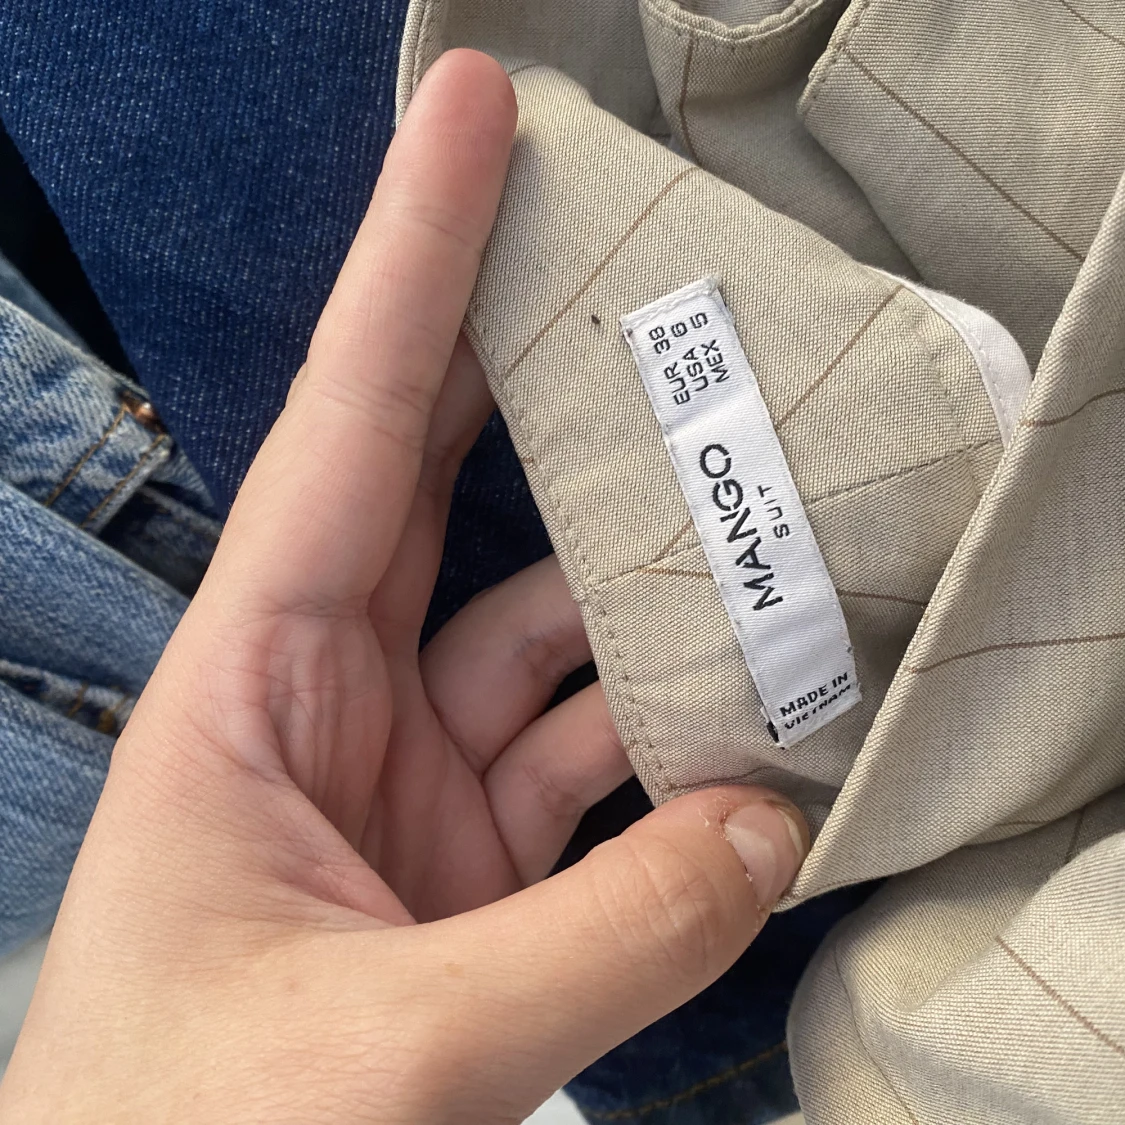 EUR 38
USA 6
MEX 5
MANGO
SUIT
MADE IN
VIETNAM